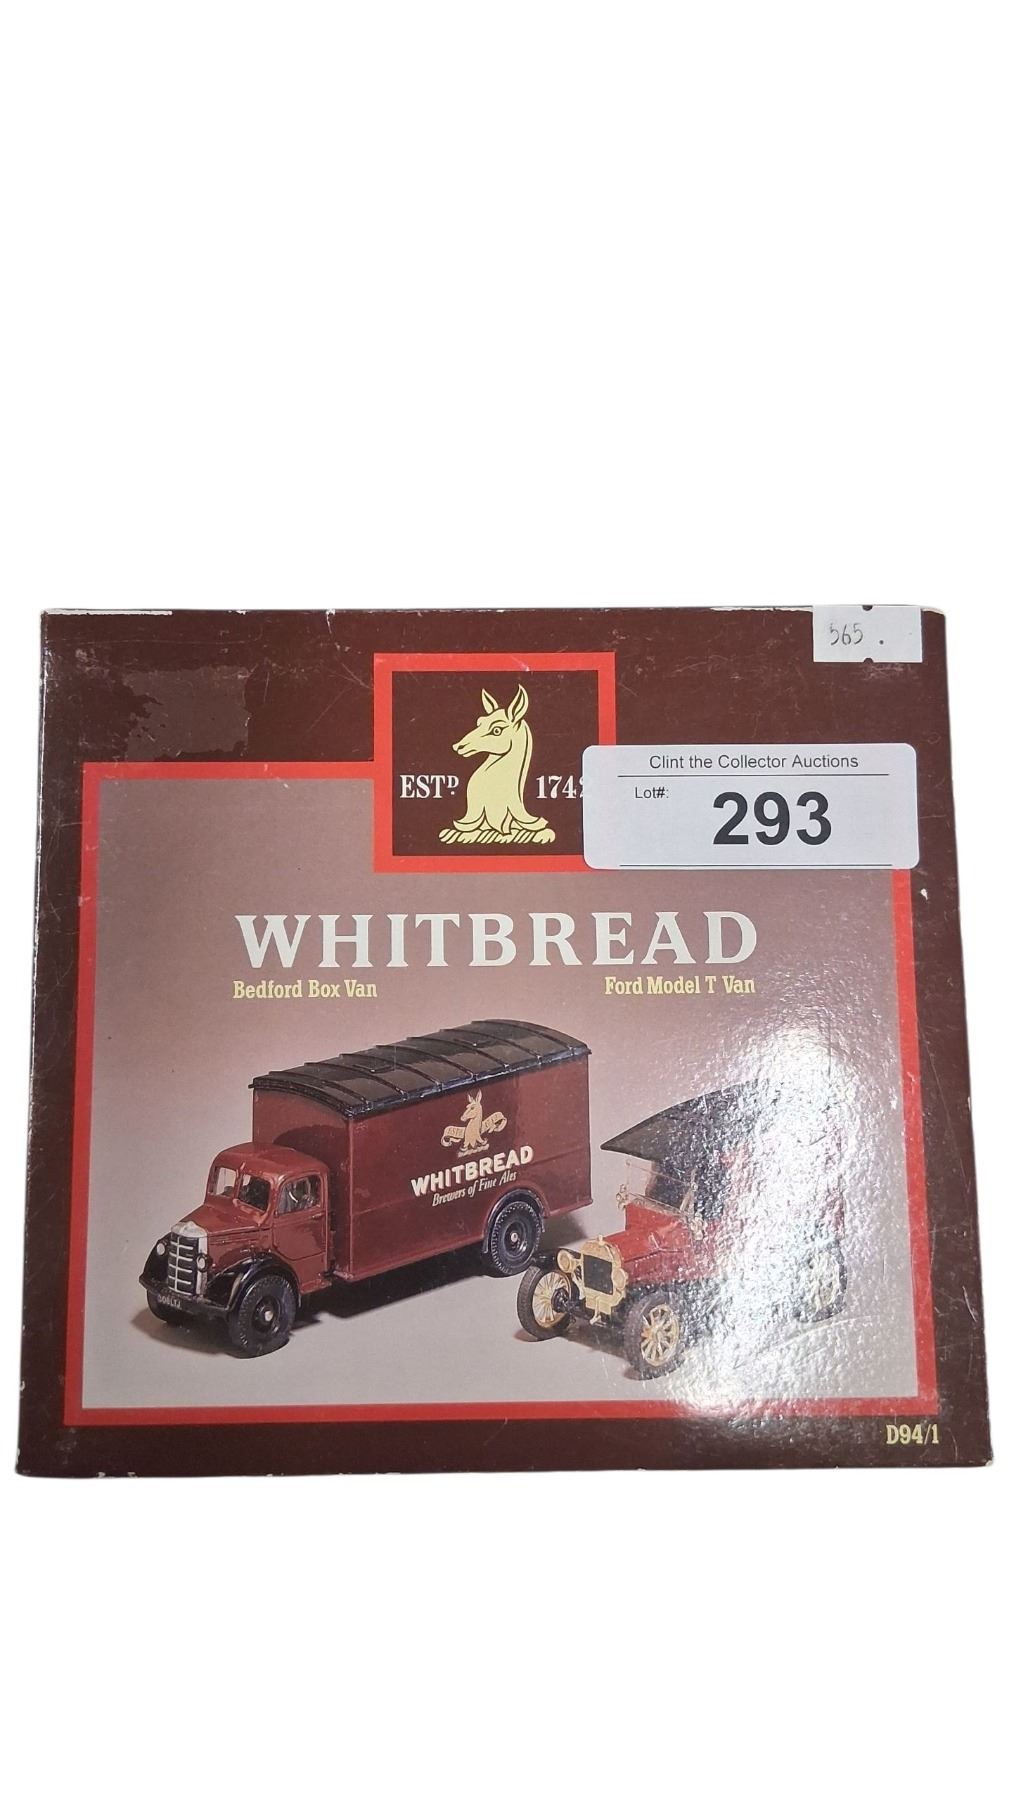 565 .
ESTD. 174
Clint the Collector Auctions
Lot#:
293
WHITBREAD
Bedford Box Van
Ford Model T Van
WHITBREAD
Brewers of Fine Ales
D94/1